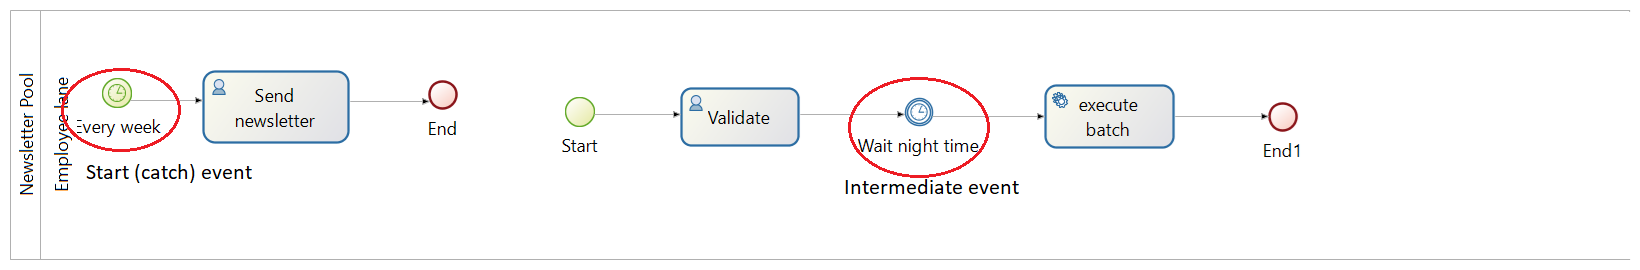 Newsletter Pool
Employee lane
Every week
Send
newsletter
End
Start (catch) event
Start
Validate
Wait night time
Intermediate event
execute
batch
End1